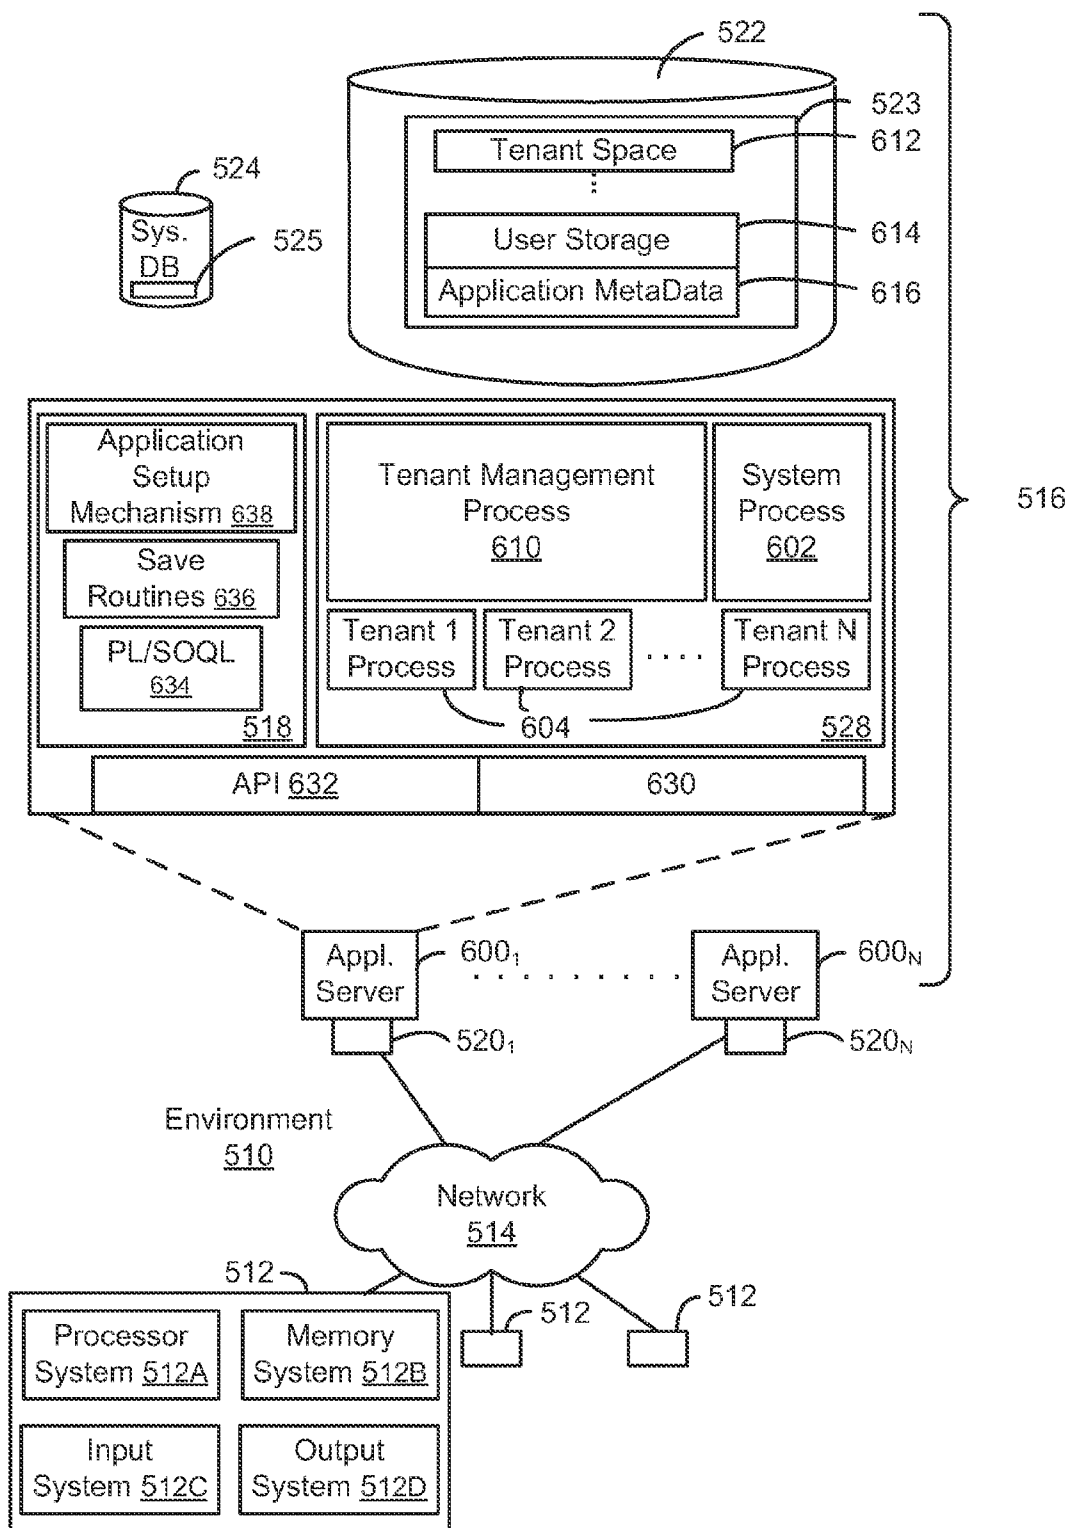 522
523
Tenant Space
612
524
Sys.
DB
525
User Storage
614
Application MetaData
616
516
Application
Setup
Mechanism 638
Save
Routines 636
PL/SOQL
634
518
Tenant Management
Process
610
System
Process
602
Tenant 1
Process
Tenant 2
Process
Tenant N
Process
604
528
API 632
630
Appl.
Server
600₁
520₁
Appl.
Server
600N
520N
Environment
510
Network
514
512
512
512
Processor
System 512A
Memory
System 512B
Input
System 512C
Output
System 512D